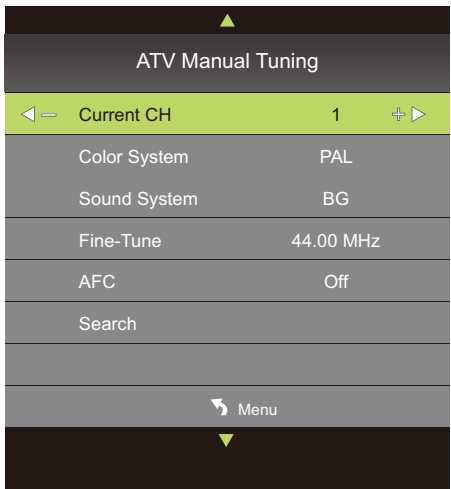 ATV Manual Tuning
Current CH 1
Color System PAL
Sound System BG
Fine-Tune 44.00 MHz
AFC Off
Search
Menu